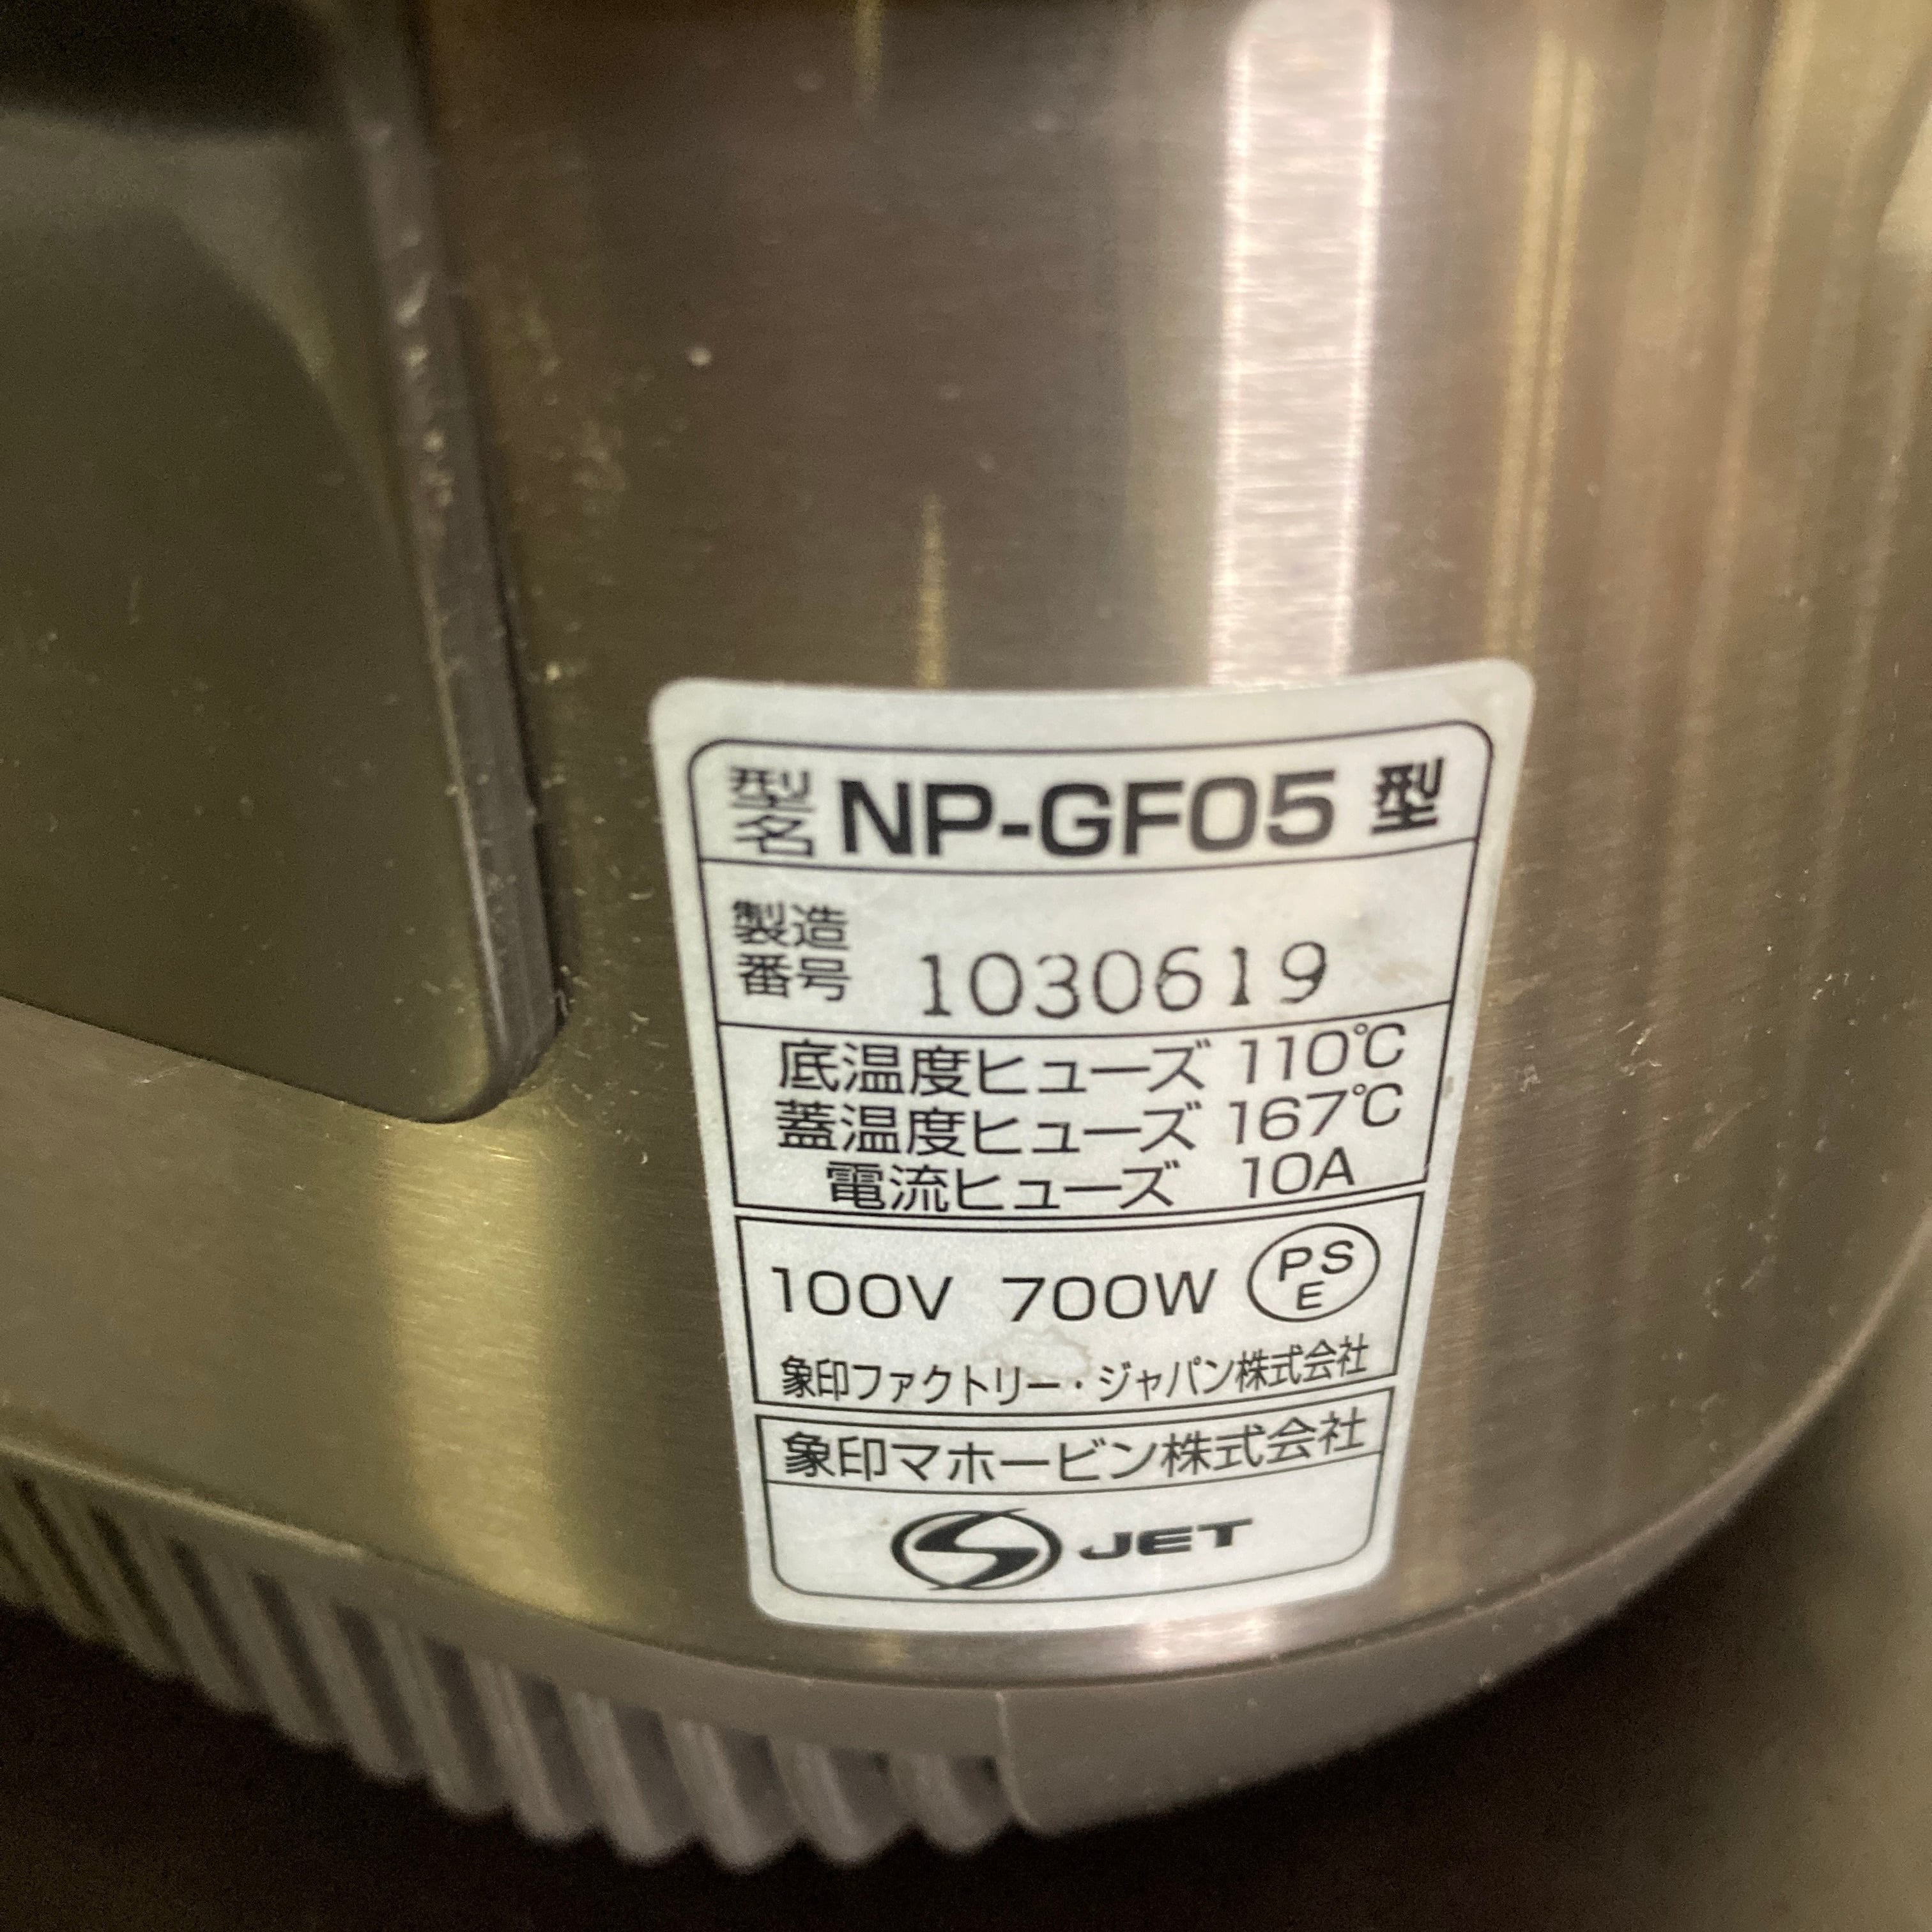 型名 NP-GF05 型
製造番号 1030619
底温度ヒューズ 110℃
蓋温度ヒューズ 167℃
電流ヒューズ 10A
100V 700W PSE
象印ファクトリー・ジャパン株式会社
象印マホービン株式会社
S JET